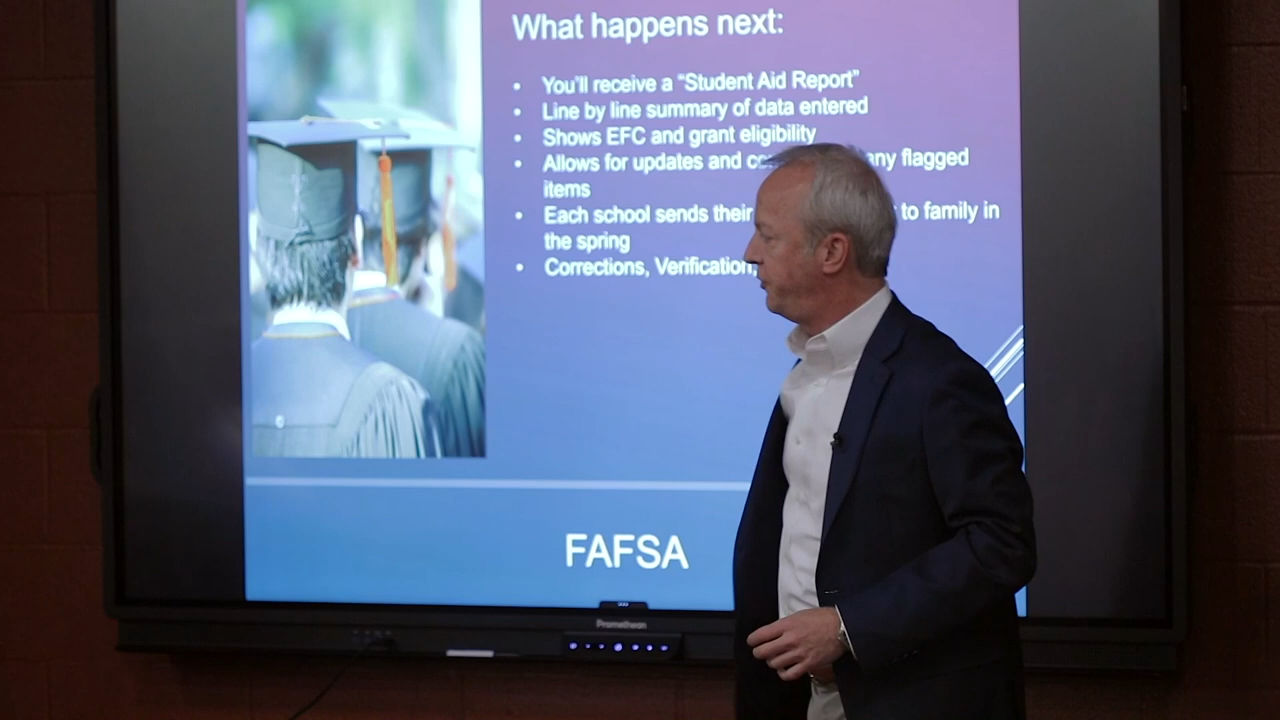 What happens next:
• You'll receive a "Student Aid Report"
• Line by line summary of data entered
• Shows EFC and grant eligibility
• Allows for updates and any flagged
items
• Each school sends their to family in
the spring
• Corrections, Verification,
FAFSA
Promethean